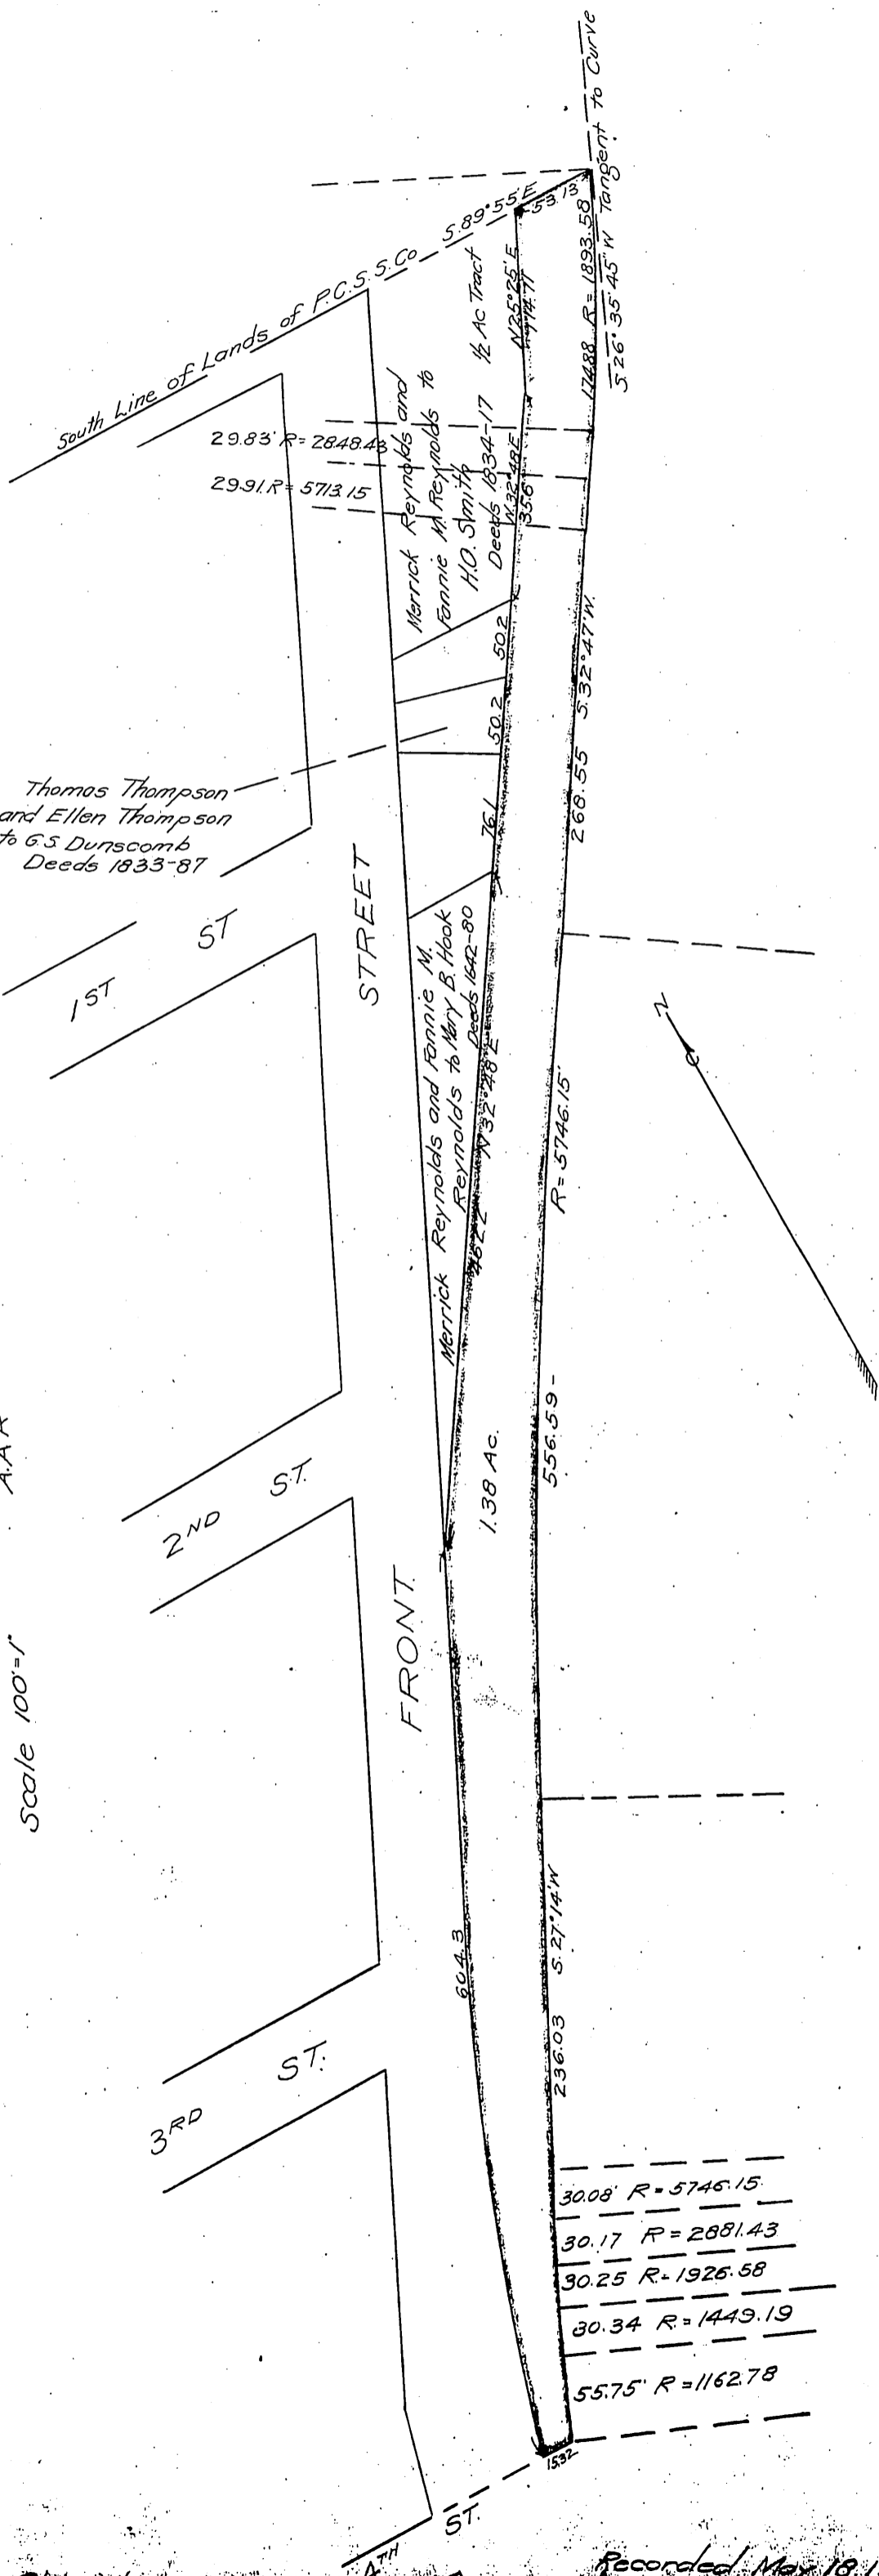 Tangent to Curve
S.26° 35' 45" W
South Line of Lands of P.C.S.S.Co
S.89°55'E
53.13
174.88 R=1893.58
N25°25'E
114.71
1/2 Ac Tract
Merrick Reynolds and
Fannie M. Reynolds to
H.O. Smith
Deeds 1834-17
29.83' R=2848.43
29.91. R=5713.15
N.32°48'E
356
50.2
50.2
76.1
268.55 S.32°47'W.
Thomas Thompson
and Ellen Thompson
to G.S. Dunscomb
Deeds 1833-87
1ST ST
STREET
Merrick Reynolds and Fannie M.
Reynolds to Mary B. Hook
Deeds 1642-80
462.2 N32°48'E
R=5746.15'
N
556.59-
1.38 Ac.
2ND ST.
A.A.A
Scale 100'=1"
FRONT
604.3
S.27°14'W
236.03
3RD ST.
30.08' R=5746.15
30.17 R=2881.43
30.25 R-1926.58
30.34 R=1449.19
55.75' R=1162.78
15.32
4TH ST.
Recorded May 18